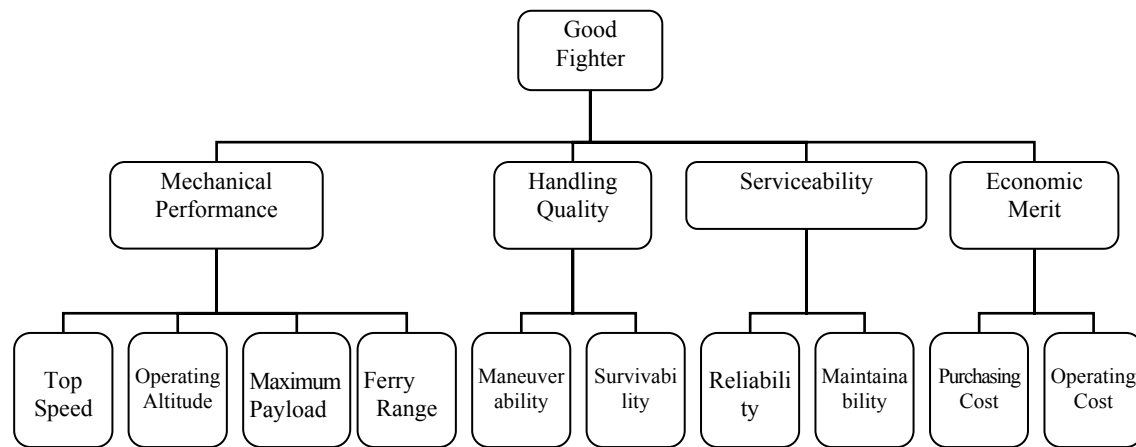 Good
Fighter
Mechanical
Performance
Handling
Quality
Serviceability
Economic
Merit
Top
Speed
Operating
Altitude
Maximum
Payload
Ferry
Range
Maneuver
ability
Survivabi
lity
Reliabili
ty
Maintaina
bility
Purchasing
Cost
Operating
Cost